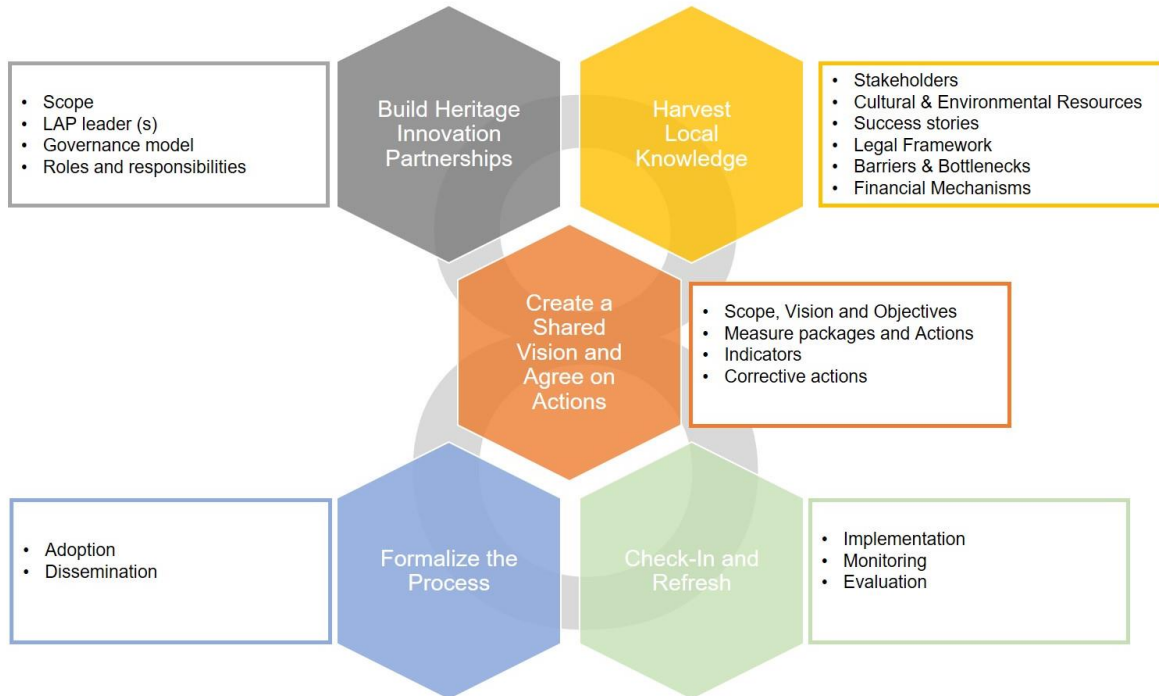 • Scope
• LAP leader (s)
• Governance model
• Roles and responsibilities
Build Heritage
Innovation
Partnerships
Harvest
Local
Knowledge
• Stakeholders
• Cultural & Environmental Resources
• Success stories
• Legal Framework
• Barriers & Bottlenecks
• Financial Mechanisms
Create a
Shared
Vision and
Agree on
Actions
• Scope, Vision and Objectives
• Measure packages and Actions
• Indicators
• Corrective actions
• Adoption
• Dissemination
Formalize the
Process
Check-In and
Refresh
• Implementation
• Monitoring
• Evaluation